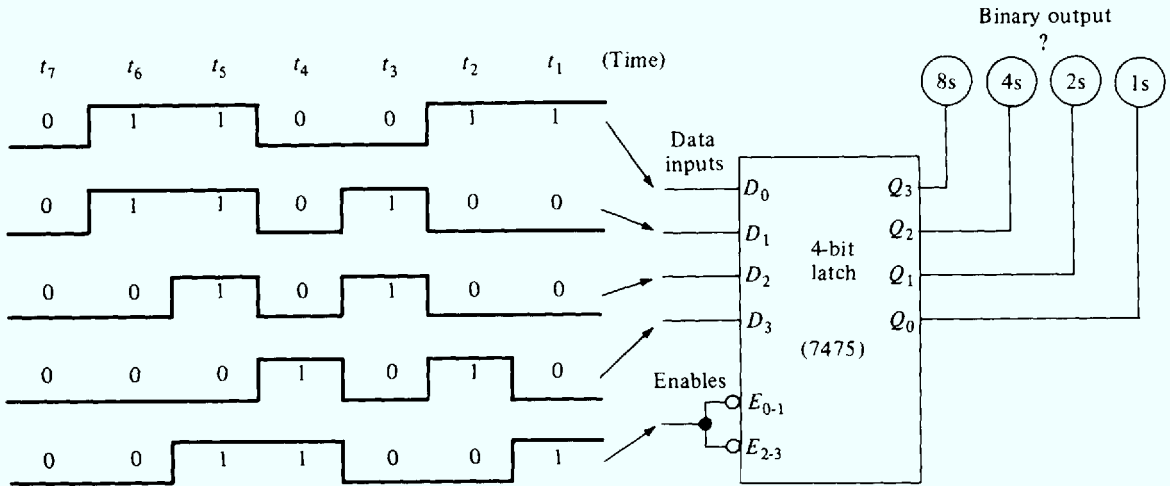 Binary output
?
t7 t6 t5 t4 t3 t2 t1 (Time)
8s 4s 2s 1s
0 1 1 0 0 1 1
Data
inputs
D0 Q3
0 1 1 0 1 0 0
D1 Q2
4-bit
latch
D2 Q1
0 0 1 0 1 0 0
D3 Q0
(7475)
0 0 0 1 0 1 0
Enables
E0-1
E2-3
0 0 1 1 0 0 1